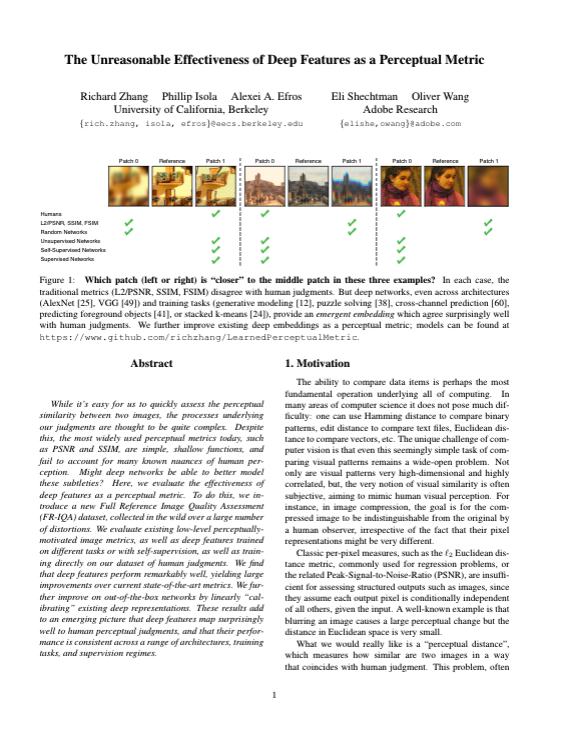 The Unreasonable Effectiveness of Deep Features as a Perceptual Metric
Richard Zhang Phillip Isola Alexei A. Efros
University of California, Berkeley
{rich.zhang, isola, efros}@eecs.berkeley.edu
Eli Shechtman Oliver Wang
Adobe Research
{elishe,owang}@adobe.com
Patch 0 Reference Patch 1 Patch 0 Reference Patch 1 Patch 0 Reference Patch 1
Humans
L2/PSNR, SSIM, FSIM
Random Networks
Unsupervised Networks
Self-Supervised Networks
Supervised Networks
Figure 1: Which patch (left or right) is “closer” to the middle patch in these three examples? In each case, the
traditional metrics (L2/PSNR, SSIM, FSIM) disagree with human judgments. But deep networks, even across architectures
(AlexNet [25], VGG [49]) and training tasks (generative modeling [12], puzzle solving [38], cross-channel prediction [60],
predicting foreground objects [41], or stacked k-means [24]), provide an emergent embedding which agree surprisingly well
with human judgments. We further improve existing deep embeddings as a perceptual metric; models can be found at
https://www.github.com/richzhang/LearnedPerceptualMetric.
Abstract
While it’s easy for us to quickly assess the perceptual
similarity between two images, the processes underlying
our judgments are thought to be quite complex. Despite
this, the most widely used perceptual metrics today, such
as PSNR and SSIM, are simple, shallow functions, and
fail to account for many known nuances of human per-
ception. Might deep networks be able to better model
these subtleties? Here, we evaluate the effectiveness of
deep features as a perceptual metric. To do this, we in-
troduce a new Full Reference Image Quality Assessment
(FR-IQA) dataset, collected in the wild over a large number
of distortions. We evaluate existing low-level perceptually-
motivated image metrics, as well as deep features trained
on different tasks or with self-supervision, as well as train-
ing directly on our dataset of human judgments. We find
that deep features perform remarkably well, yielding large
improvements over current state-of-the-art metrics. We fur-
ther improve on out-of-the-box networks by linearly “cal-
ibrating” existing deep representations. These results add
to an emerging picture that deep features map surprisingly
well to human perceptual judgments, and that their perfor-
mance is consistent across a range of architectures, training
tasks, and supervision regimes.
1. Motivation
The ability to compare data items is perhaps the most
fundamental operation underlying all of computing. In
many areas of computer science it does not pose much dif-
ficulty: one can use Hamming distance to compare binary
patterns, edit distance to compare text files, Euclidean dis-
tance to compare vectors, etc. The unique challenge of com-
puter vision is that even this seemingly simple task of com-
paring visual patterns remains a wide-open problem. Not
only are visual patterns very high-dimensional and highly
correlated, but, the very notion of visual similarity is often
subjective, aiming to mimic human visual perception. For
instance, in image compression, the goal is for the com-
pressed image to be indistinguishable from the original by
a human observer, irrespective of the fact that their pixel
representations might be very different.
Classic per-pixel measures, such as the ℓ2 Euclidean dis-
tance metric, commonly used for regression problems, or
the related Peak-Signal-to-Noise-Ratio (PSNR), are insuffi-
cient for assessing structured outputs such as images, since
they assume each output pixel is conditionally independent
of all others, given the input. A well-known example is that
blurring an image causes a large perceptual change but the
distance in Euclidean space is very small.
What we would really like is a “perceptual distance”,
which measures how similar are two images in a way
that coincides with human judgment. This problem, often
1